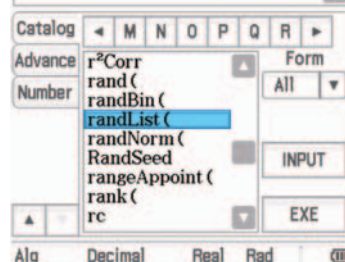 Catalog M N O P Q R
Advance
Number
r²Corr
rand(
randBin(
randList(
randNorm(
RandSeed
rangeAppoint(
rank(
rc
Form
All
INPUT
EXE
Alg Decimal Real Rad